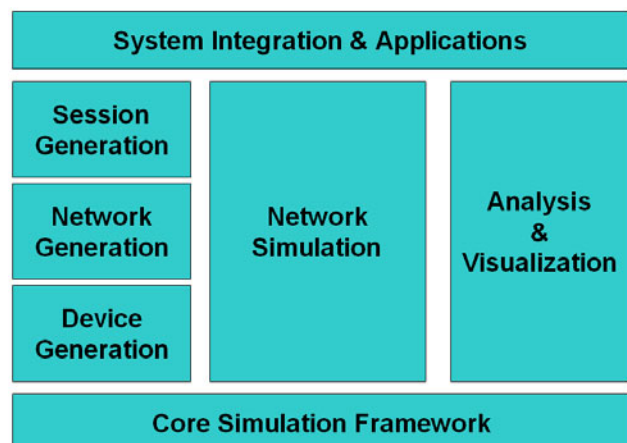 System Integration & Applications
Session
Generation
Network
Generation
Device
Generation
Network
Simulation
Analysis
&
Visualization
Core Simulation Framework